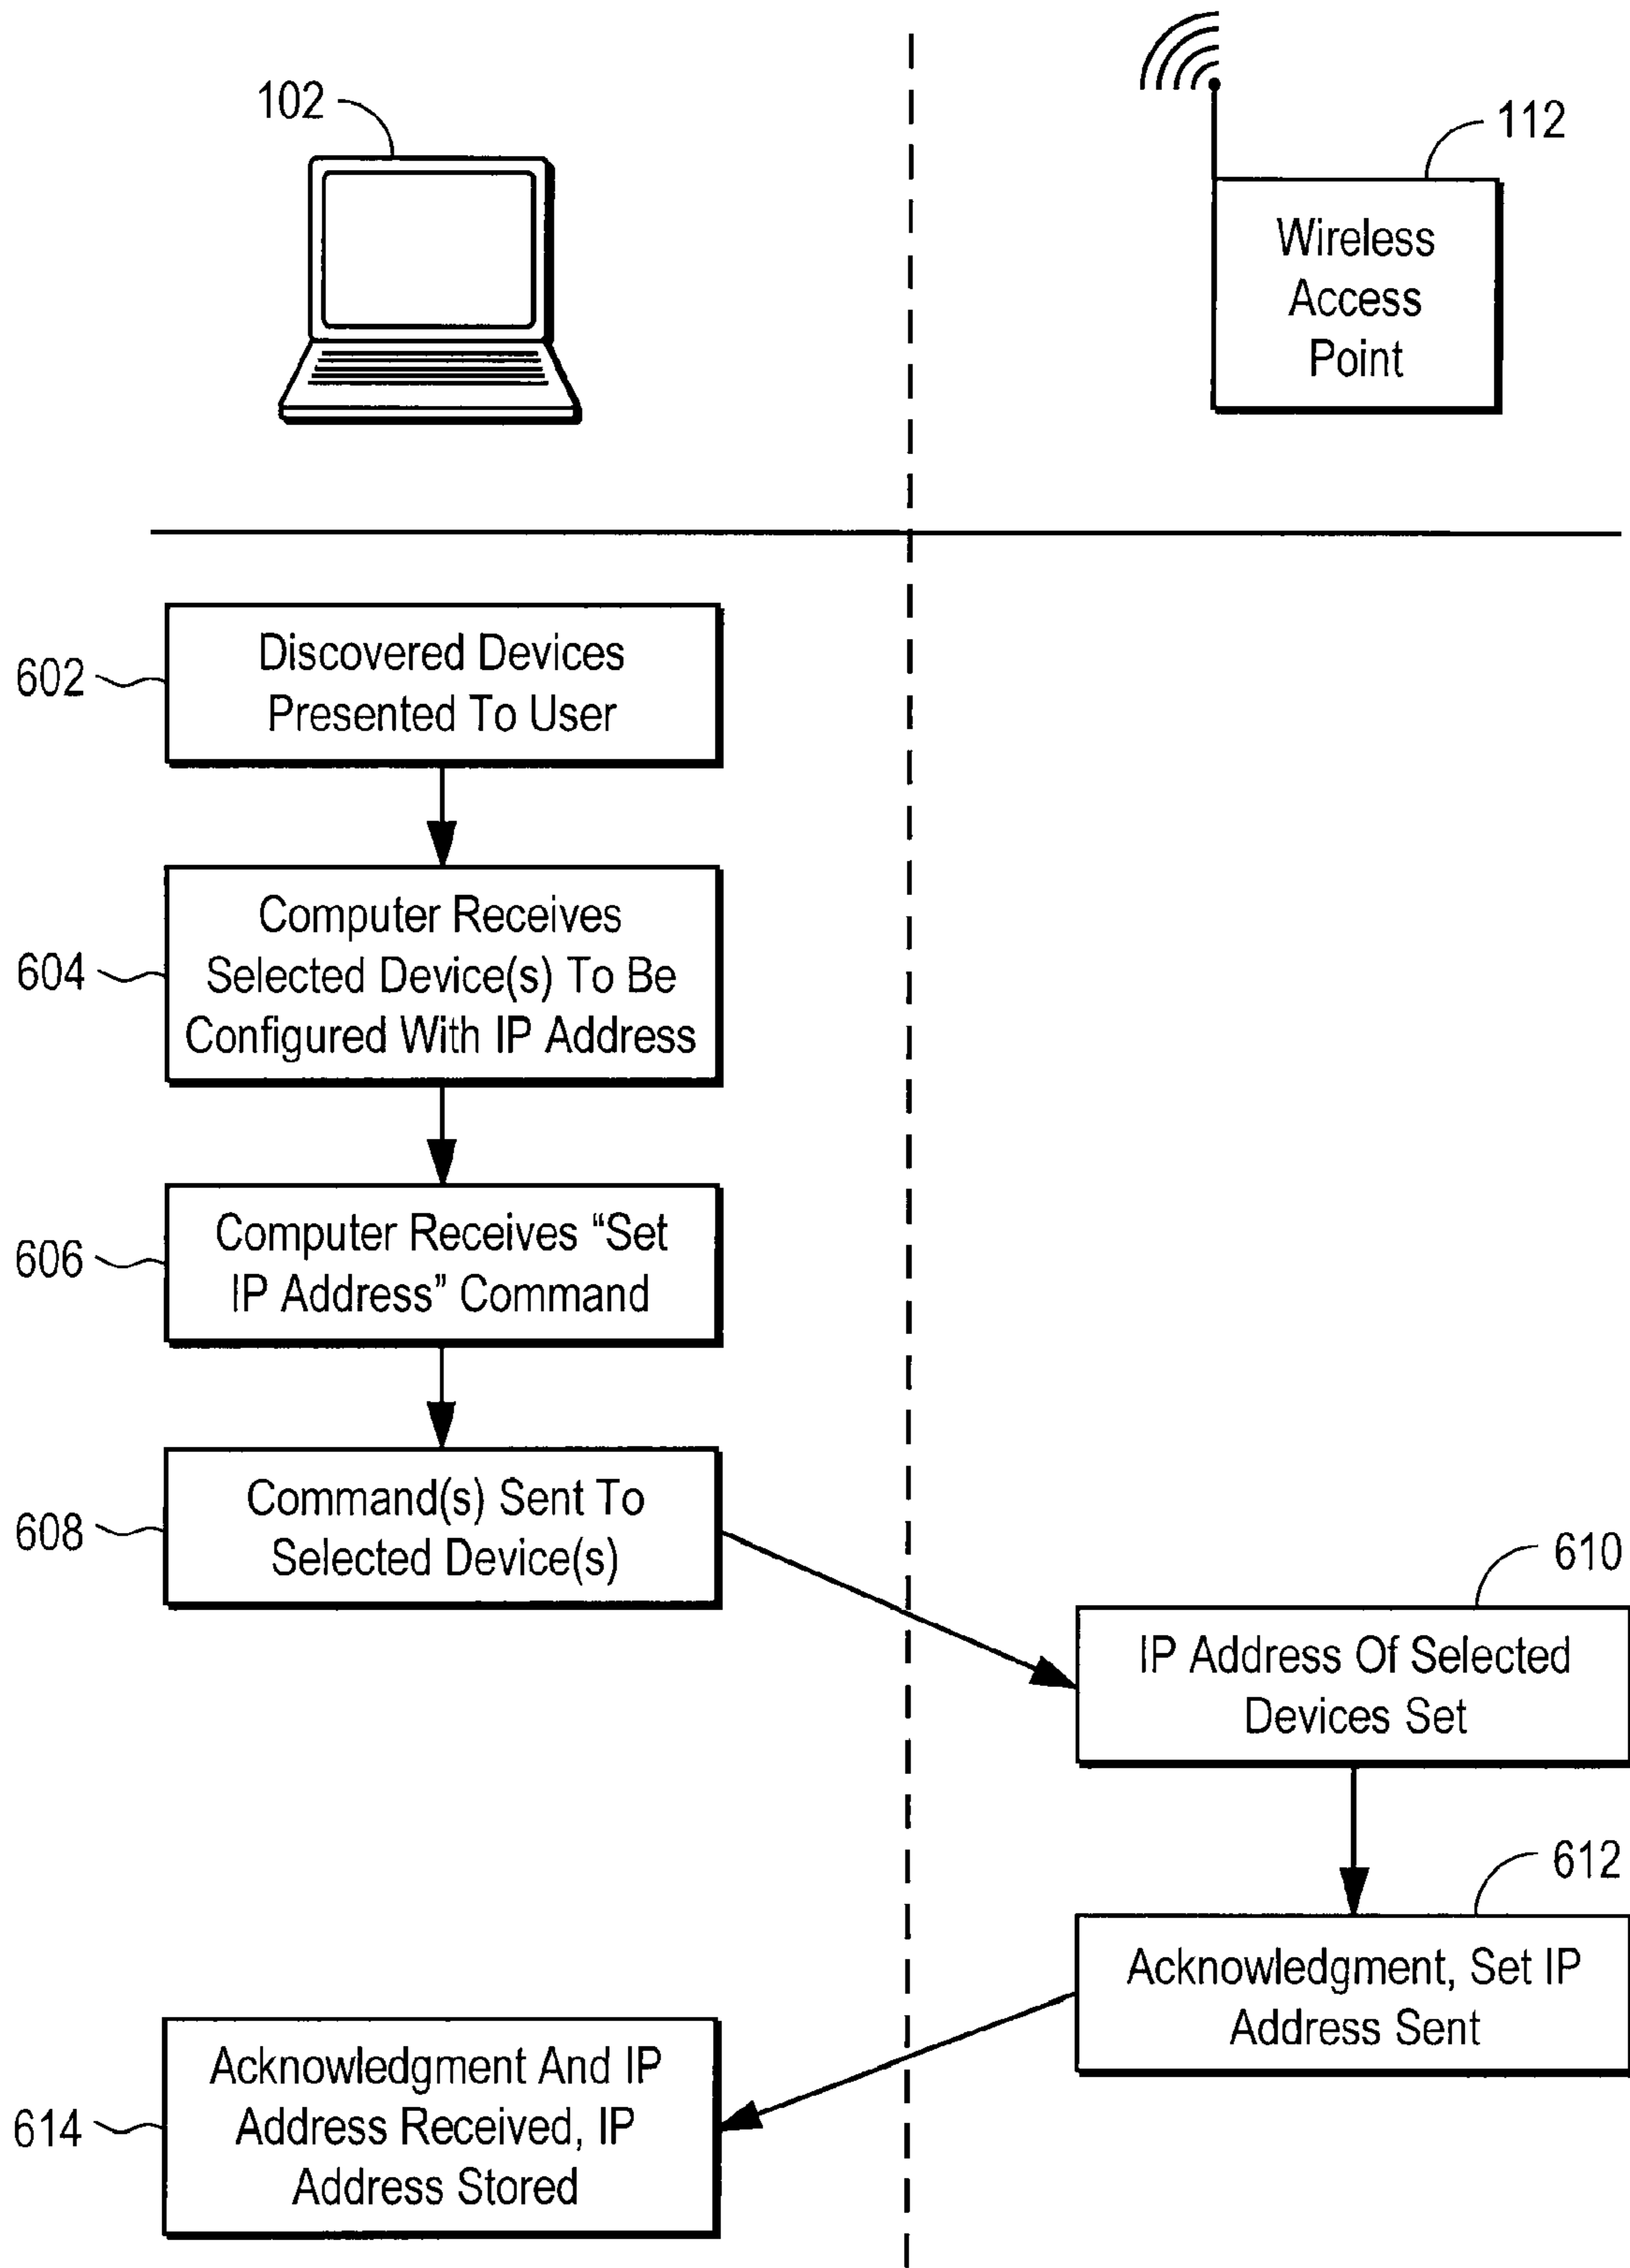 102
112
Wireless
Access
Point
602
Discovered Devices
Presented To User
604
Computer Receives
Selected Device(s) To Be
Configured With IP Address
606
Computer Receives “Set
IP Address” Command
608
Command(s) Sent To
Selected Device(s)
610
IP Address Of Selected
Devices Set
612
Acknowledgment, Set IP
Address Sent
614
Acknowledgment And IP
Address Received, IP
Address Stored